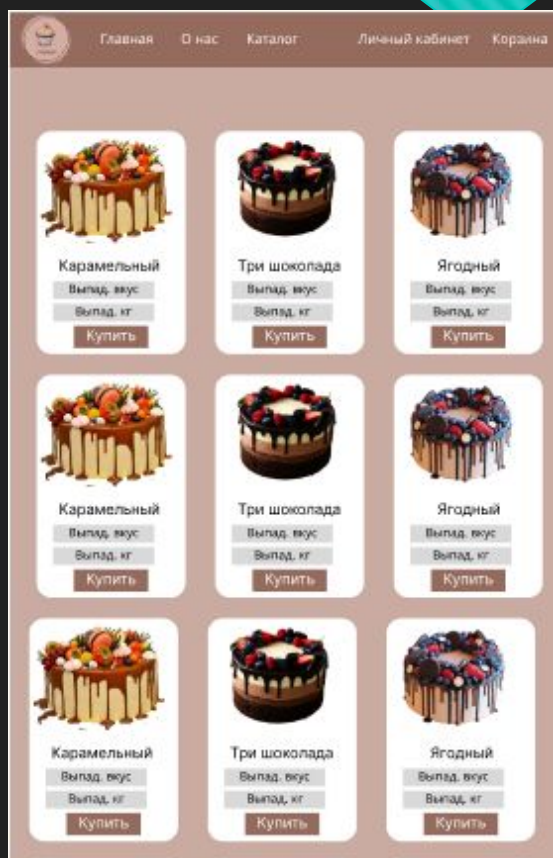 Главная О нас Каталог Личный кабинет Корзина
Карамельный Три шоколада Ягодный
Выпад. вкус Выпад. вкус Выпад. вкус
Выпад. кг Выпад. кг Выпад. кг
Купить Купить Купить
Карамельный Три шоколада Ягодный
Выпад. вкус Выпад. вкус Выпад. вкус
Выпад. кг Выпад. кг Выпад. кг
Купить Купить Купить
Карамельный Три шоколада Ягодный
Выпад. вкус Выпад. вкус Выпад. вкус
Выпад. кг Выпад. кг Выпад. кг
Купить Купить Купить